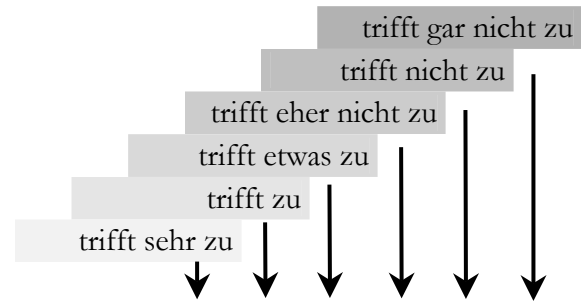 trifft gar nicht zu
trifft nicht zu
trifft eher nicht zu
trifft etwas zu
trifft zu
trifft sehr zu